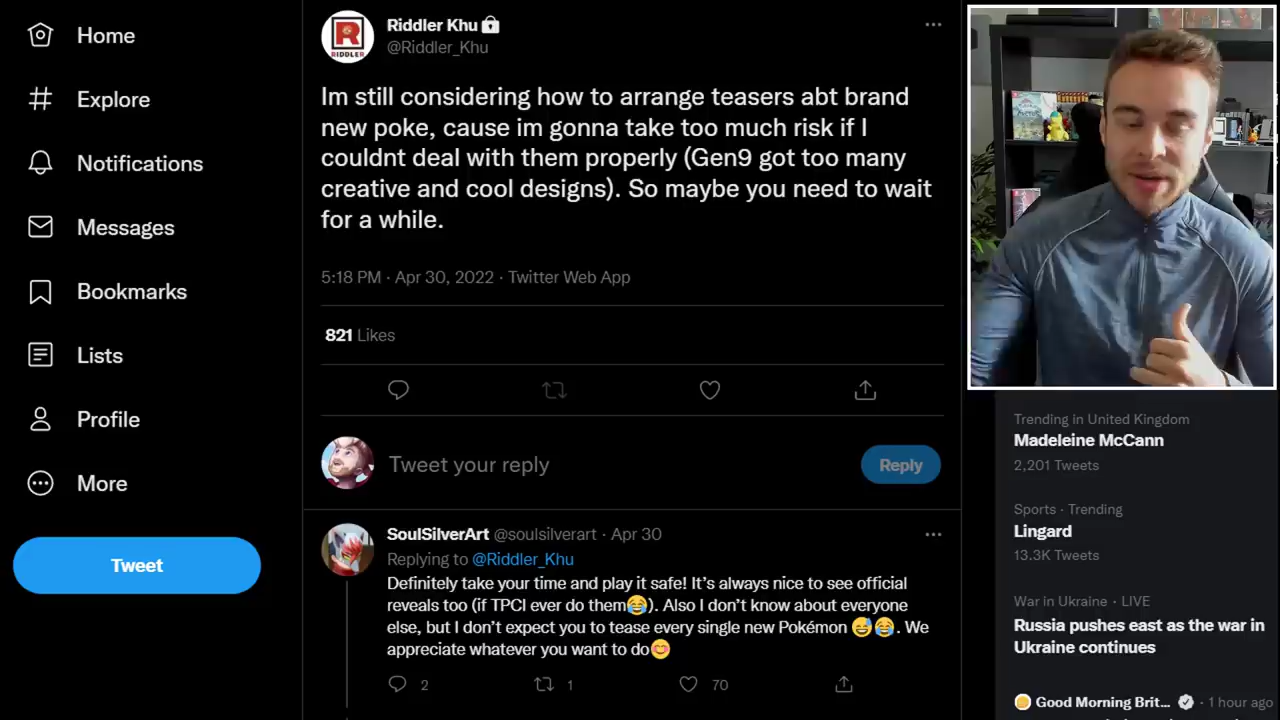 Home
Explore
Notifications
Messages
Bookmarks
Lists
Profile
More
Tweet
RIDDLER
Riddler Khu
@Riddler_Khu
Im still considering how to arrange teasers abt brand
new poke, cause im gonna take too much risk if I
couldnt deal with them properly (Gen9 got too many
creative and cool designs). So maybe you need to wait
for a while.
5:18 PM · Apr 30, 2022 · Twitter Web App
821 Likes
Tweet your reply
Reply
SoulSilverArt @soulsilverart · Apr 30
Replying to @Riddler_Khu
Definitely take your time and play it safe! It's always nice to see official
reveals too (if TPCI ever do them😂). Also I don't know about everyone
else, but I don't expect you to tease every single new Pokémon 😅😂. We
appreciate whatever you want to do😊
2 1 70
Trending in United Kingdom
Madeleine McCann
2,201 Tweets
Sports · Trending
Lingard
13.3K Tweets
War in Ukraine · LIVE
Russia pushes east as the war in
Ukraine continues
Good Morning Brit... · 1 hour ago